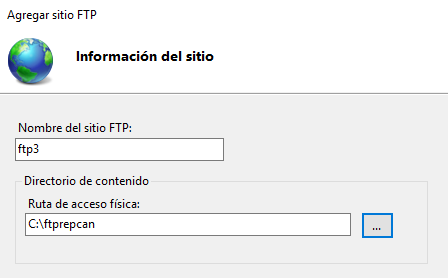 Agregar sitio FTP
Información del sitio
Nombre del sitio FTP:
ftp3
Directorio de contenido
Ruta de acceso física:
C:\ftprepcan
...